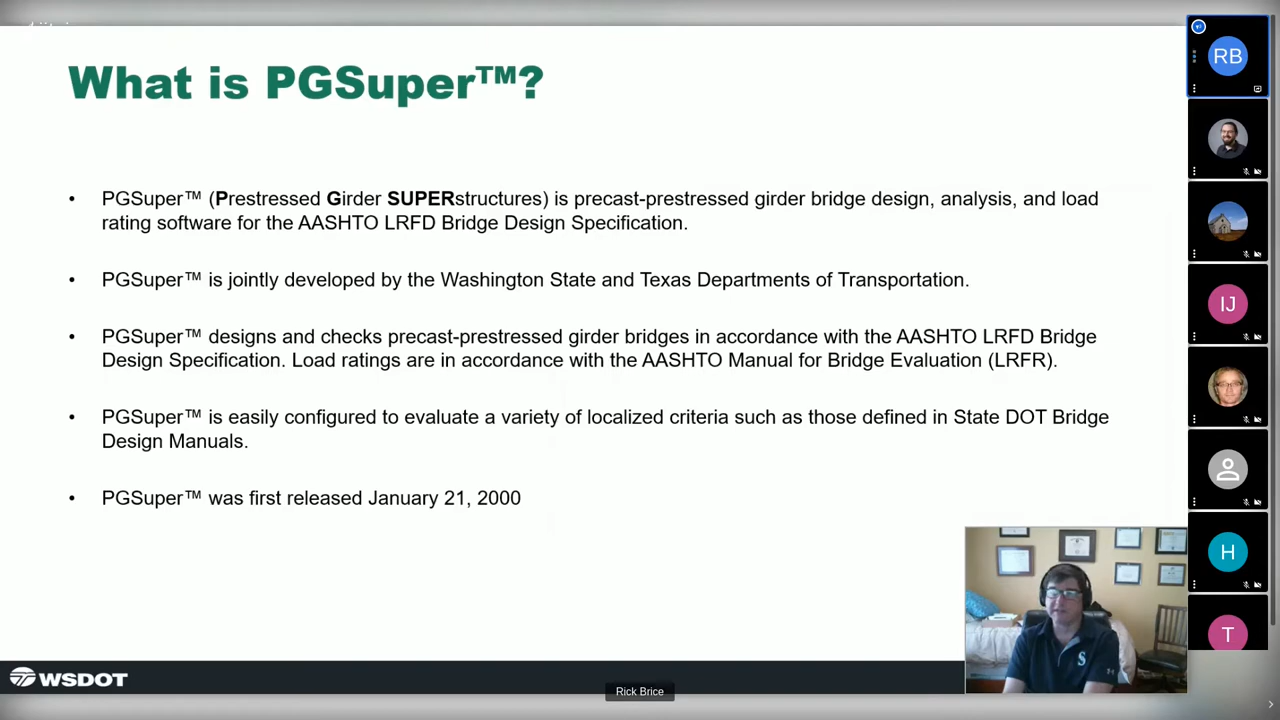 What is PGSuper™?
• PGSuper™ (Prestressed Girder SUPERstructures) is precast-prestressed girder bridge design, analysis, and load
rating software for the AASHTO LRFD Bridge Design Specification.
• PGSuper™ is jointly developed by the Washington State and Texas Departments of Transportation.
• PGSuper™ designs and checks precast-prestressed girder bridges in accordance with the AASHTO LRFD Bridge
Design Specification. Load ratings are in accordance with the AASHTO Manual for Bridge Evaluation (LRFR).
• PGSuper™ is easily configured to evaluate a variety of localized criteria such as those defined in State DOT Bridge
Design Manuals.
• PGSuper™ was first released January 21, 2000
WSDOT
Rick Brice
S
RB
IJ
H
T